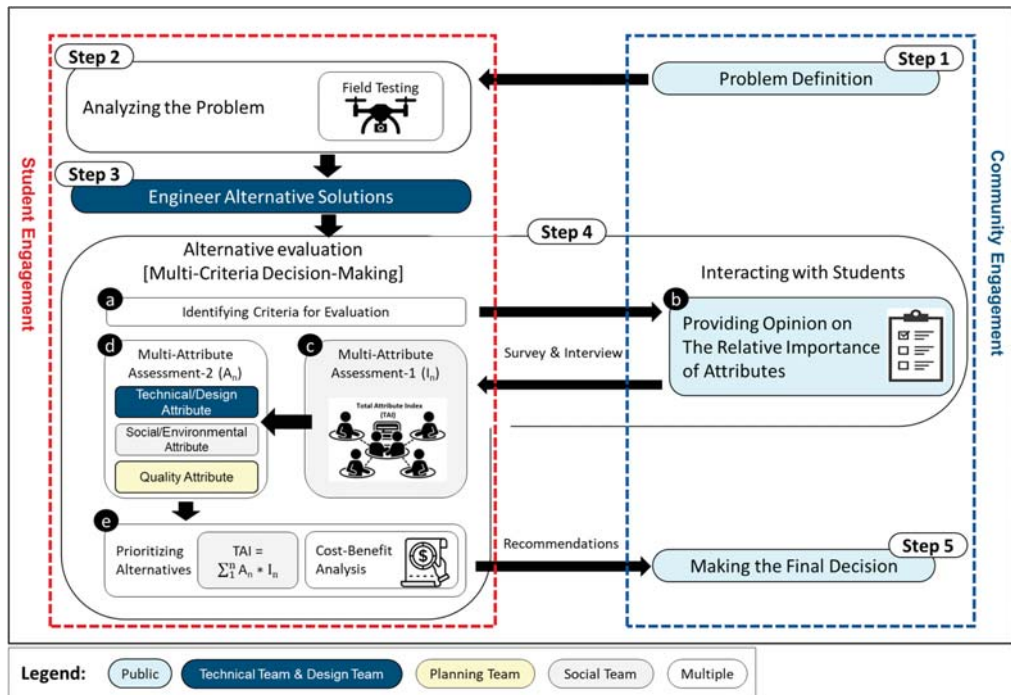 Step 2
Step 1
Field Testing
Analyzing the Problem
Problem Definition
Step 3
Engineer Alternative Solutions
Student Engagement
Community Engagement
Step 4
Alternative evaluation
[Multi-Criteria Decision-Making]
Interacting with Students
a
Identifying Criteria for Evaluation
b
Providing Opinion on
The Relative Importance
of Attributes
Survey & Interview
d
Multi-Attribute
Assessment-2 (Aₙ)
Technical/Design
Attribute
Social/Environmental
Attribute
Quality Attribute
c
Multi-Attribute
Assessment-1 (Iₙ)
Total Attribute Index
(TAI)
e
Prioritizing
Alternatives
TAI =
∑₁ⁿ Aₙ * Iₙ
Cost-Benefit
Analysis
$
Recommendations
Step 5
Making the Final Decision
Legend:
Public
Technical Team & Design Team
Planning Team
Social Team
Multiple